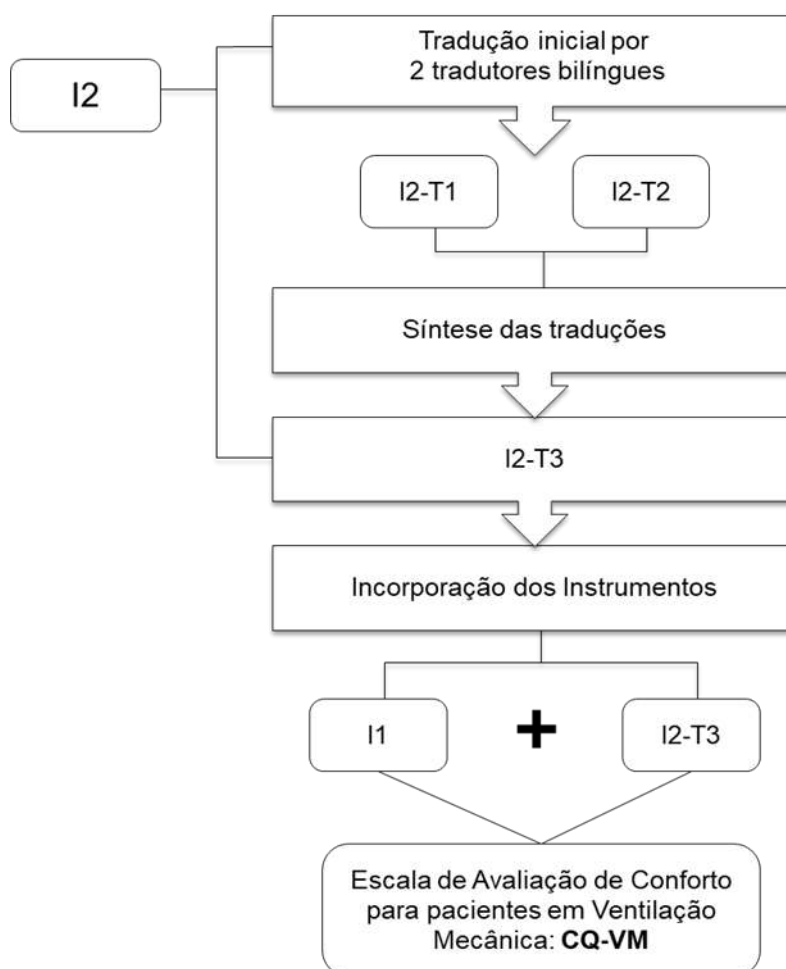 Tradução inicial por
2 tradutores bilíngues
I2
I2-T1
I2-T2
Síntese das traduções
I2-T3
Incorporação dos Instrumentos
I1
+
I2-T3
Escala de Avaliação de Conforto
para pacientes em Ventilação
Mecânica: CQ-VM